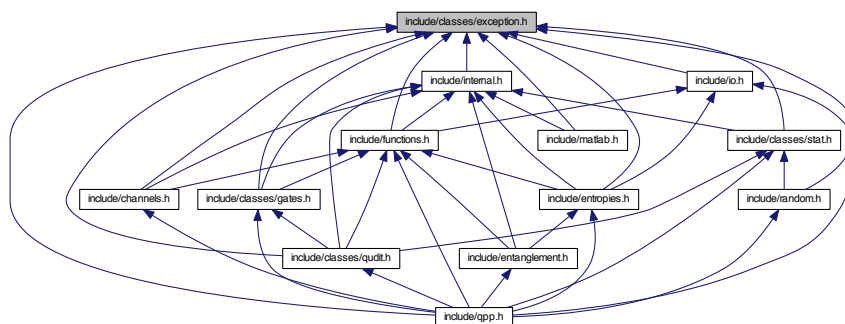 include/classes/exception.h
include/internal.h
include/io.h
include/functions.h
include/matlab.h
include/classes/stat.h
include/channels.h
include/classes/gates.h
include/entropies.h
include/random.h
include/classes/qudit.h
include/entanglement.h
include/qpp.h